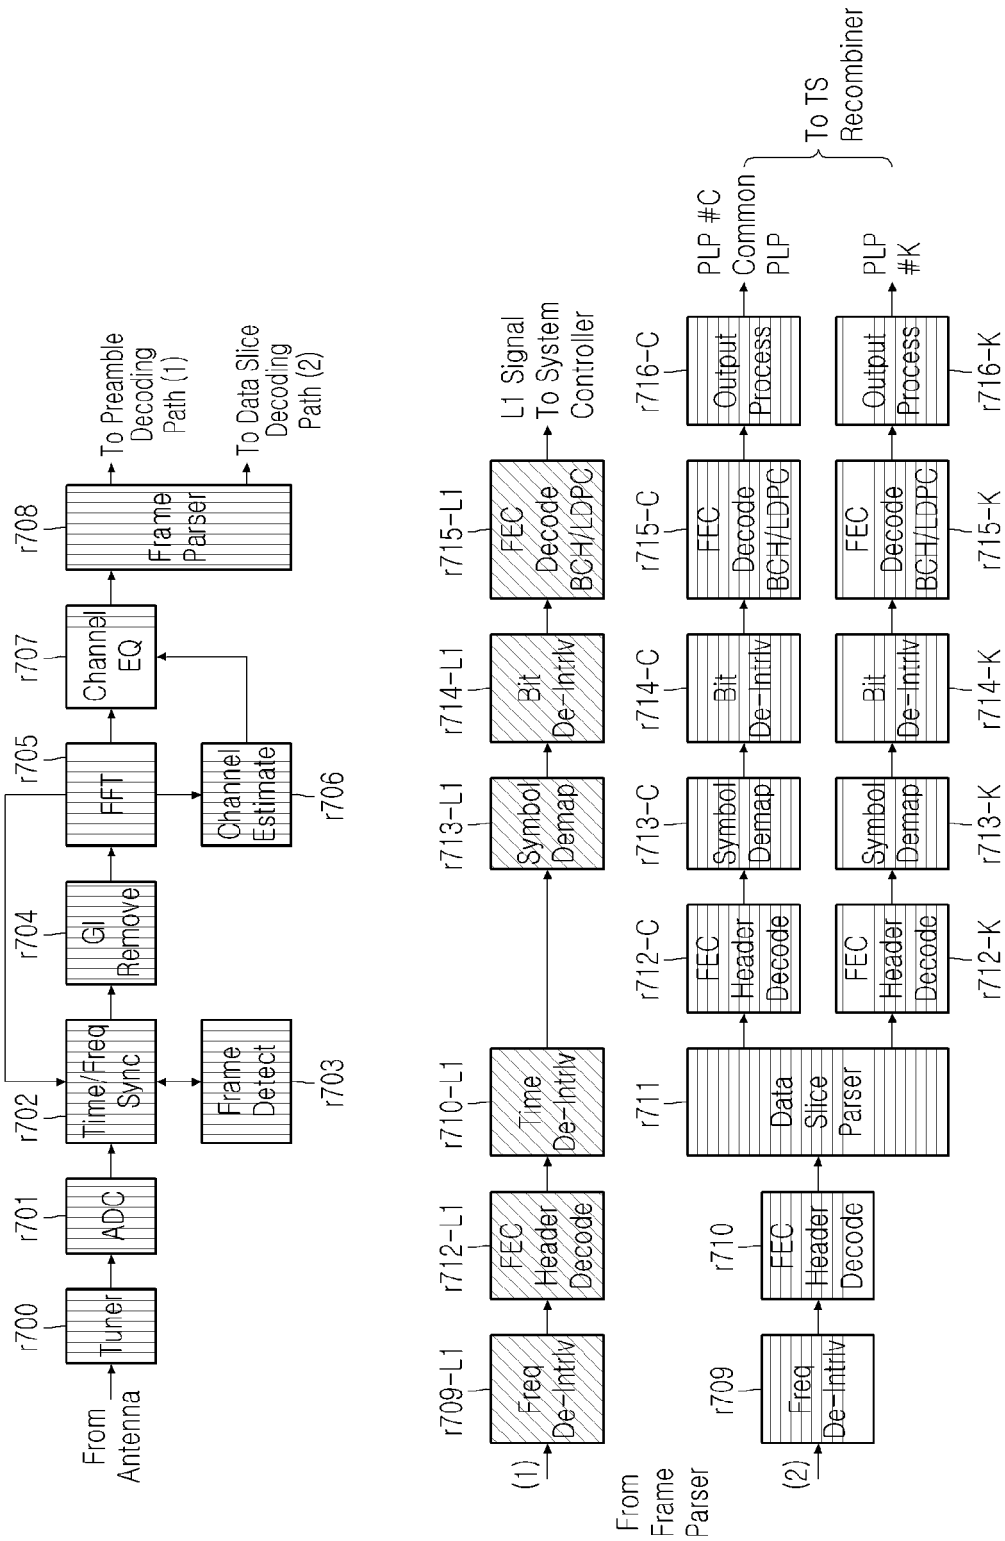 From
Antenna
r700
Tuner
r701
ADC
r702
Time/Freq
Sync
r703
Frame
Detect
r704
GI
Remove
r705
FFT
r706
Channel
Estimate
r707
Channel
EQ
r708
Frame
Parser
To Preamble
Decoding
Path (1)
To Data Slice
Decoding
Path (2)
From
Frame
Parser
(1)
r709-L1
Freq
De-Intrlv
r712-L1
FEC
Header
Decode
r710-L1
Time
De-Intrlv
r713-L1
Symbol
Demap
r714-L1
Bit
De-Intrlv
r715-L1
FEC
Decode
BCH/LDPC
L1 Signal
To System
Controller
(2)
r709
Freq
De-Intrlv
r710
FEC
Header
Decode
r711
Data
Slice
Parser
r712-C
FEC
Header
Decode
r713-C
Symbol
Demap
r714-C
Bit
De-Intrlv
r715-C
FEC
Decode
BCH/LDPC
r716-C
Output
Process
PLP #C
Common
PLP
r712-K
FEC
Header
Decode
r713-K
Symbol
Demap
r714-K
Bit
De-Intrlv
r715-K
FEC
Decode
BCH/LDPC
r716-K
Output
Process
PLP
#K
To TS
Recombiner